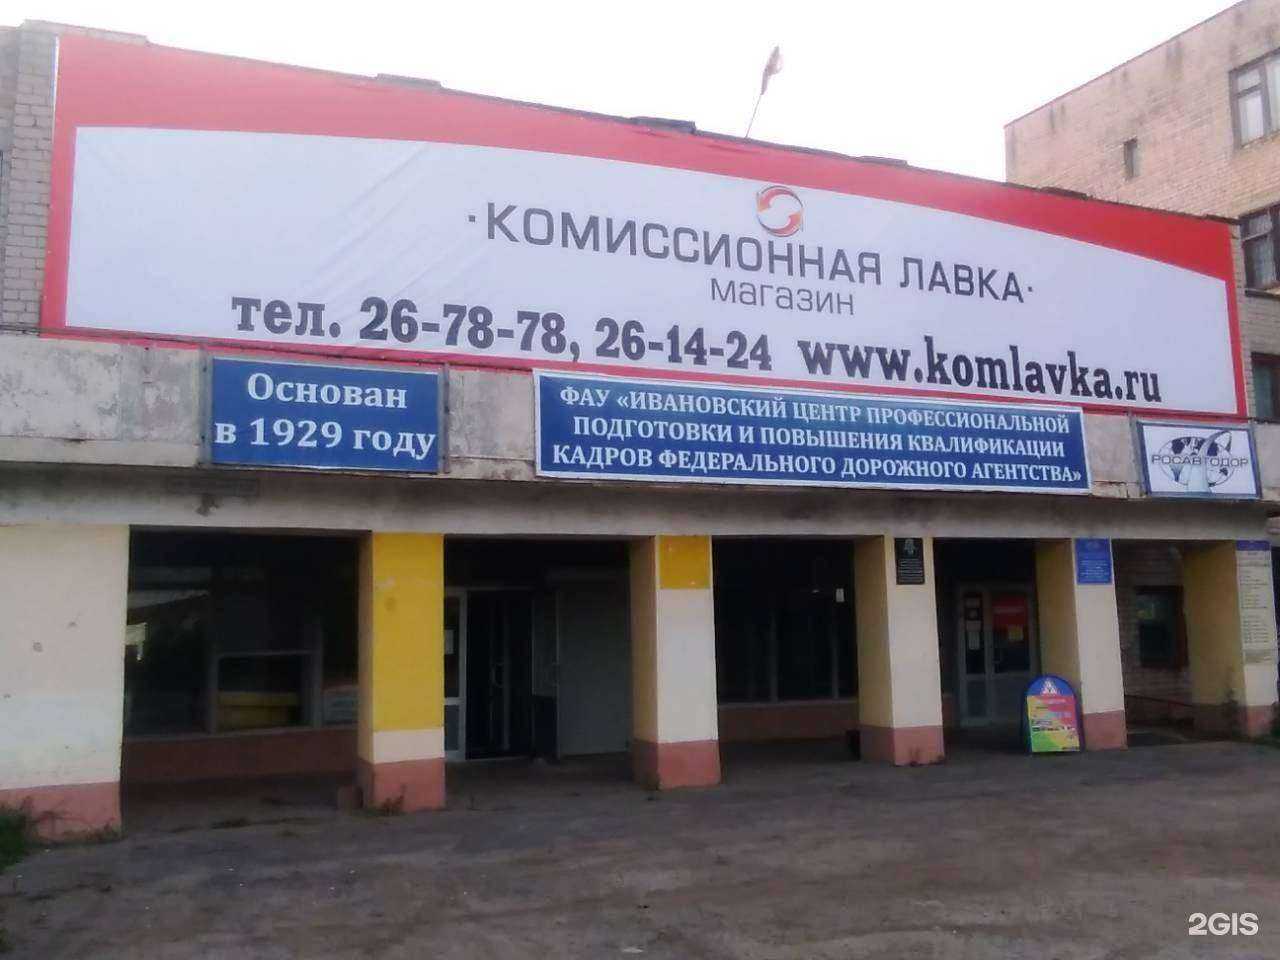 ·КОМИССИОННАЯ ЛАВКА·
магазин
тел. 26-78-78, 26-14-24 www.komlavka.ru
Основан
в 1929 году
ФАУ «ИВАНОВСКИЙ ЦЕНТР ПРОФЕССИОНАЛЬНОЙ
ПОДГОТОВКИ И ПОВЫШЕНИЯ КВАЛИФИКАЦИИ
КАДРОВ ФЕДЕРАЛЬНОГО ДОРОЖНОГО АГЕНТСТВА»
РОСАВТОДОР
2GIS